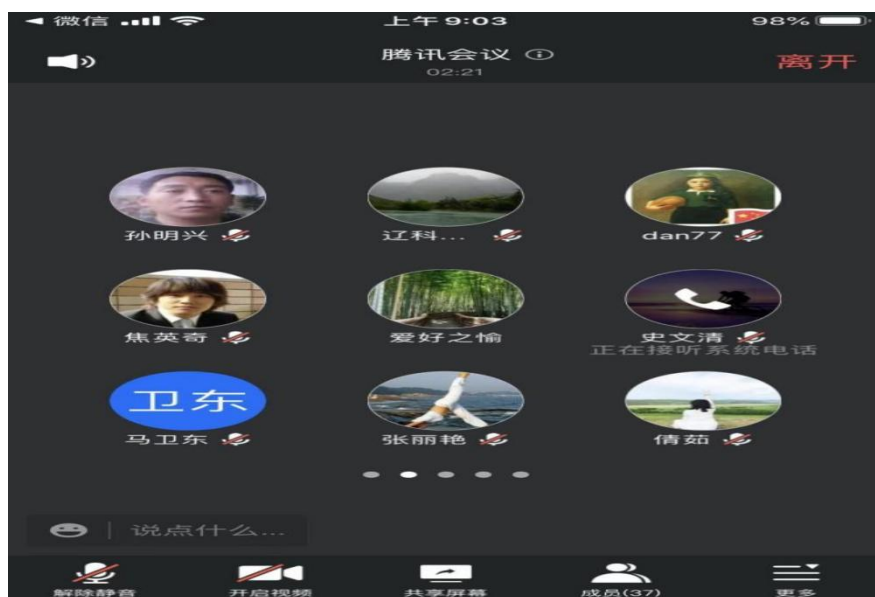 微信 上午 9:03 98%
腾讯会议
02:21
离开
孙明兴 辽科... dan77
焦英奇 爱好之愉 史文清
正在接听系统电话
卫东
马卫东 张丽艳 倩茹
说点什么...
解除静音 开启视频 共享屏幕 成员(37) 更多